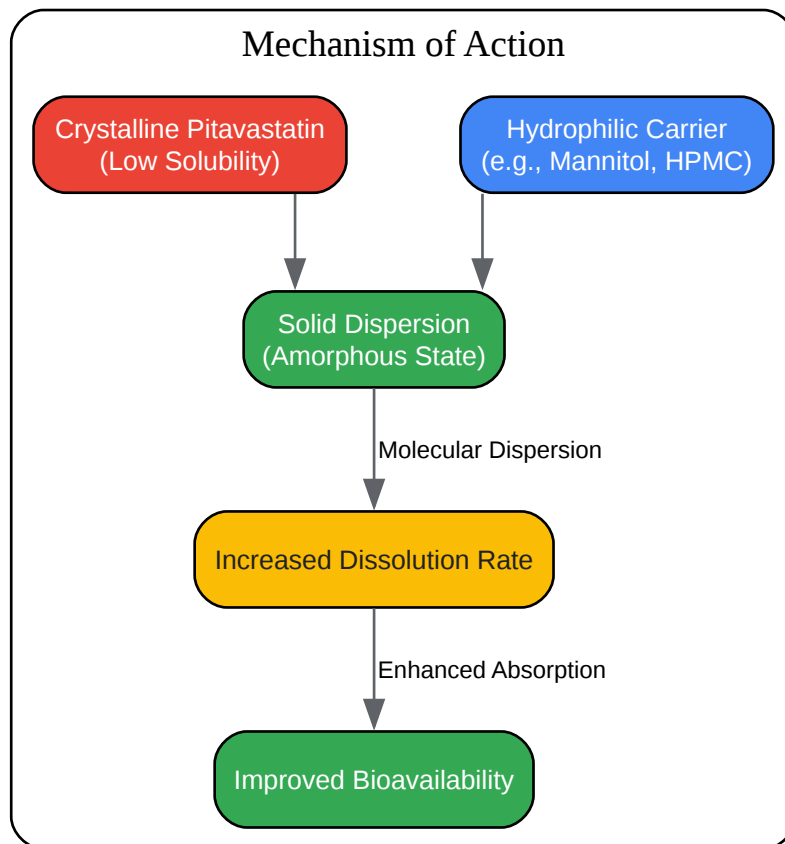 Mechanism of Action
Crystalline Pitavastatin
(Low Solubility)
Hydrophilic Carrier
(e.g., Mannitol, HPMC)
Solid Dispersion
(Amorphous State)
Molecular Dispersion
Increased Dissolution Rate
Enhanced Absorption
Improved Bioavailability